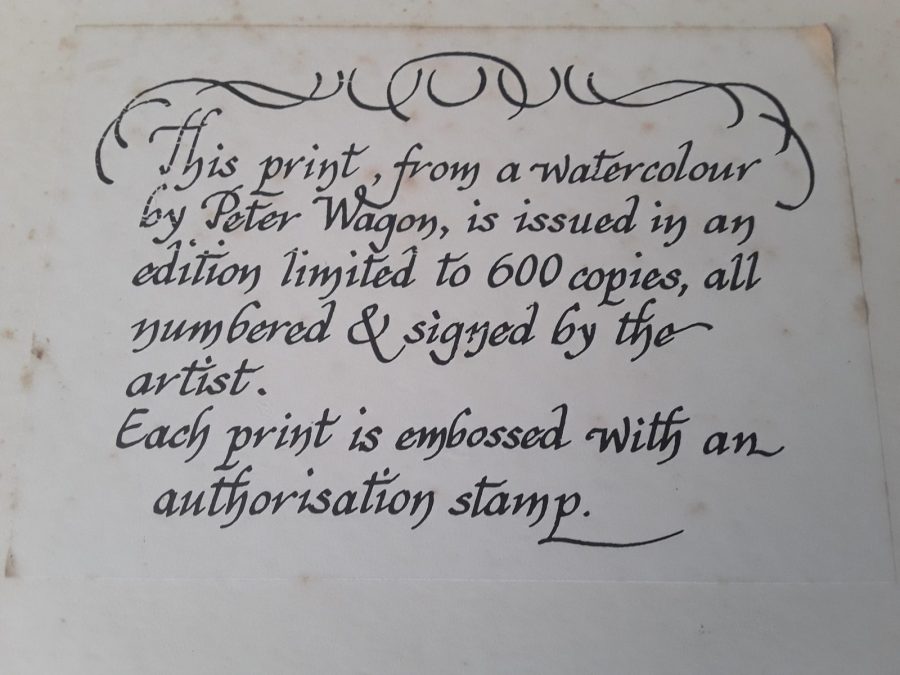 This print, from a watercolour
by Peter Wagon, is issued in an
edition limited to 600 copies, all
numbered & signed by the
artist.
Each print is embossed with an
authorisation stamp.